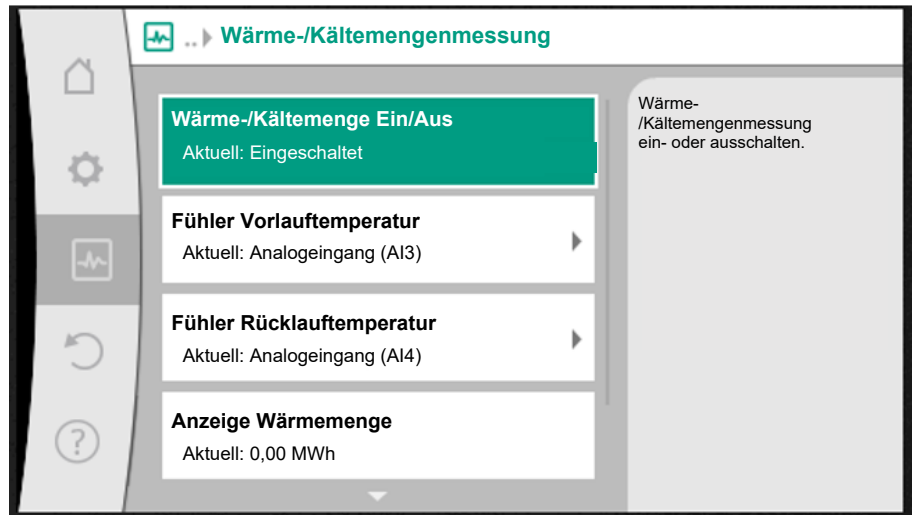 .. Wärme-/Kältemengenmessung
Wärme-/Kältemenge Ein/Aus
Aktuell: Eingeschaltet
Fühler Vorlauftemperatur
Aktuell: Analogeingang (AI3)
Fühler Rücklauftemperatur
Aktuell: Analogeingang (AI4)
Anzeige Wärmemenge
Aktuell: 0,00 MWh
Wärme-
/Kältemengenmessung
ein- oder ausschalten.
?